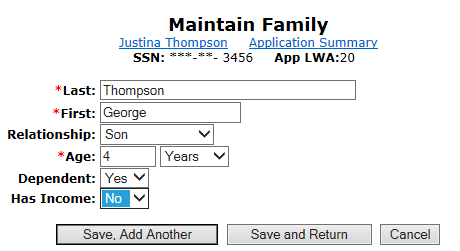 Maintain Family
Justina Thompson Application Summary
SSN: ***-**- 3456 App LWA:20
*Last: Thompson
*First: George
Relationship: Son
*Age: 4 Years
Dependent: Yes
Has Income: No
Save, Add Another Save and Return Cancel